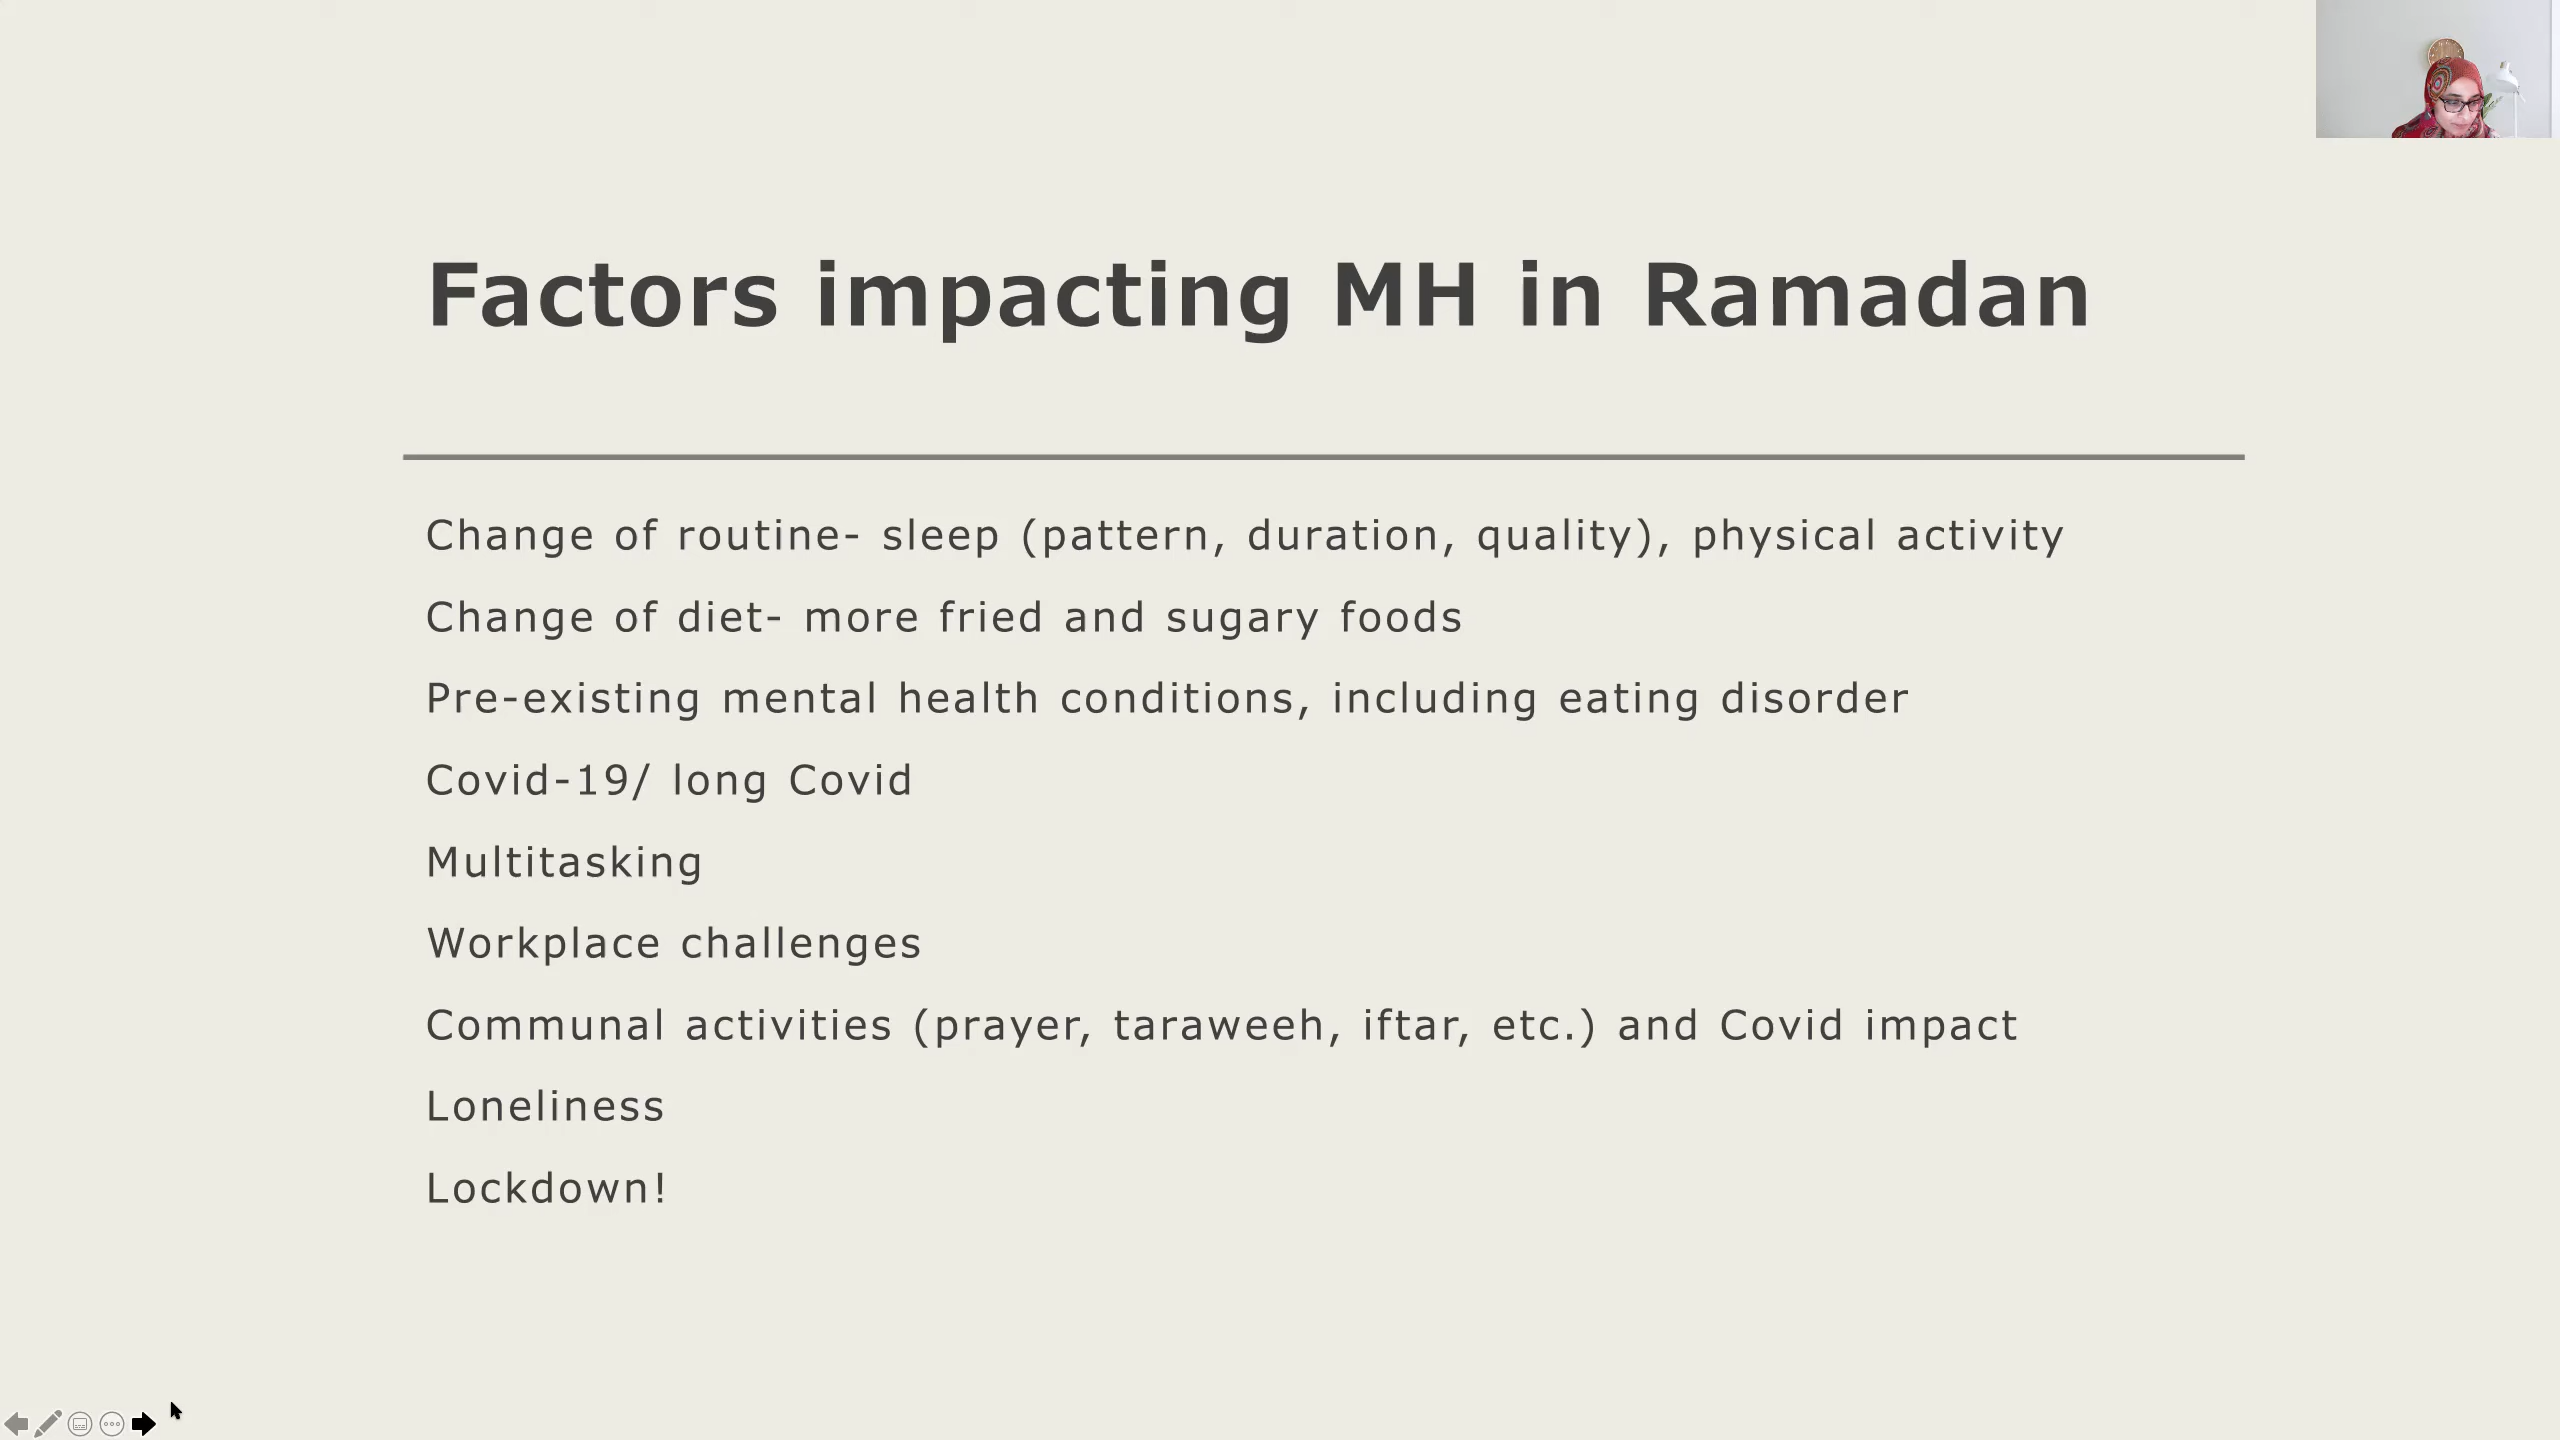 Factors impacting MH in Ramadan
Change of routine- sleep (pattern, duration, quality), physical activity
Change of diet- more fried and sugary foods
Pre-existing mental health conditions, including eating disorder
Covid-19/ long Covid
Multitasking
Workplace challenges
Communal activities (prayer, taraweeh, iftar, etc.) and Covid impact
Loneliness
Lockdown!